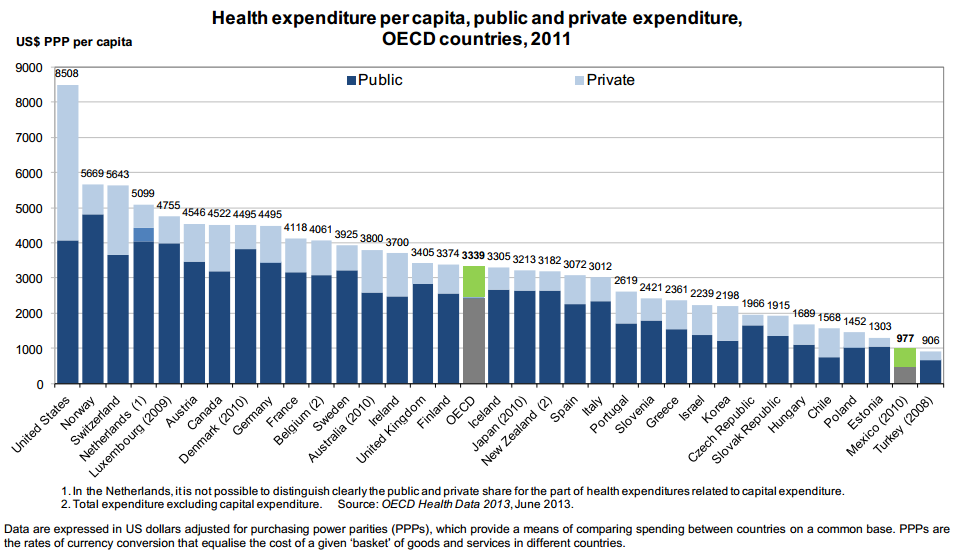 Health expenditure per capita, public and private expenditure,
OECD countries, 2011
US$ PPP per capita
Public
Private
9000
8000
7000
6000
5000
4000
3000
2000
1000
0
8508
5669
5643
5099
4755
4546
4522
4495
4495
4118
4061
3925
3800
3700
3405
3374
3339
3305
3213
3182
3072
3012
2619
2421
2361
2239
2198
1966
1915
1689
1568
1452
1303
977
906
United States
Norway
Switzerland
Netherlands (1)
Luxembourg (2009)
Austria
Canada
Denmark (2010)
Germany
France
Belgium (2)
Sweden
Australia (2010)
Ireland
United Kingdom
Finland
OECD
Iceland
Japan (2010)
New Zealand (2)
Spain
Italy
Portugal
Slovenia
Greece
Israel
Korea
Czech Republic
Slovak Republic
Hungary
Chile
Poland
Estonia
Mexico (2010)
Turkey (2008)
1. In the Netherlands, it is not possible to distinguish clearly the public and private share for the part of health expenditures related to capital expenditure.
2. Total expenditure excluding capital expenditure. Source: OECD Health Data 2013, June 2013.
Data are expressed in US dollars adjusted for purchasing power parities (PPPs), which provide a means of comparing spending between countries on a common base. PPPs are
the rates of currency conversion that equalise the cost of a given ‘basket’ of goods and services in different countries.